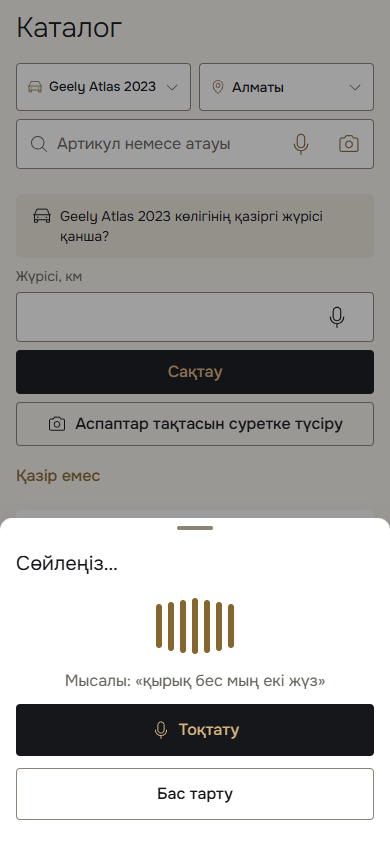 Каталог
Geely Atlas 2023
Алматы
Артикул немесе атауы
Geely Atlas 2023 көлігінің қазіргі жүрісі
қанша?
Жүрісі, км
Сақтау
Аспаптар тақтасын суретке түсіру
Қазір емес
Сөйлеңіз...
Мысалы: «қырық бес мың екі жүз»
Тоқтату
Бас тарту